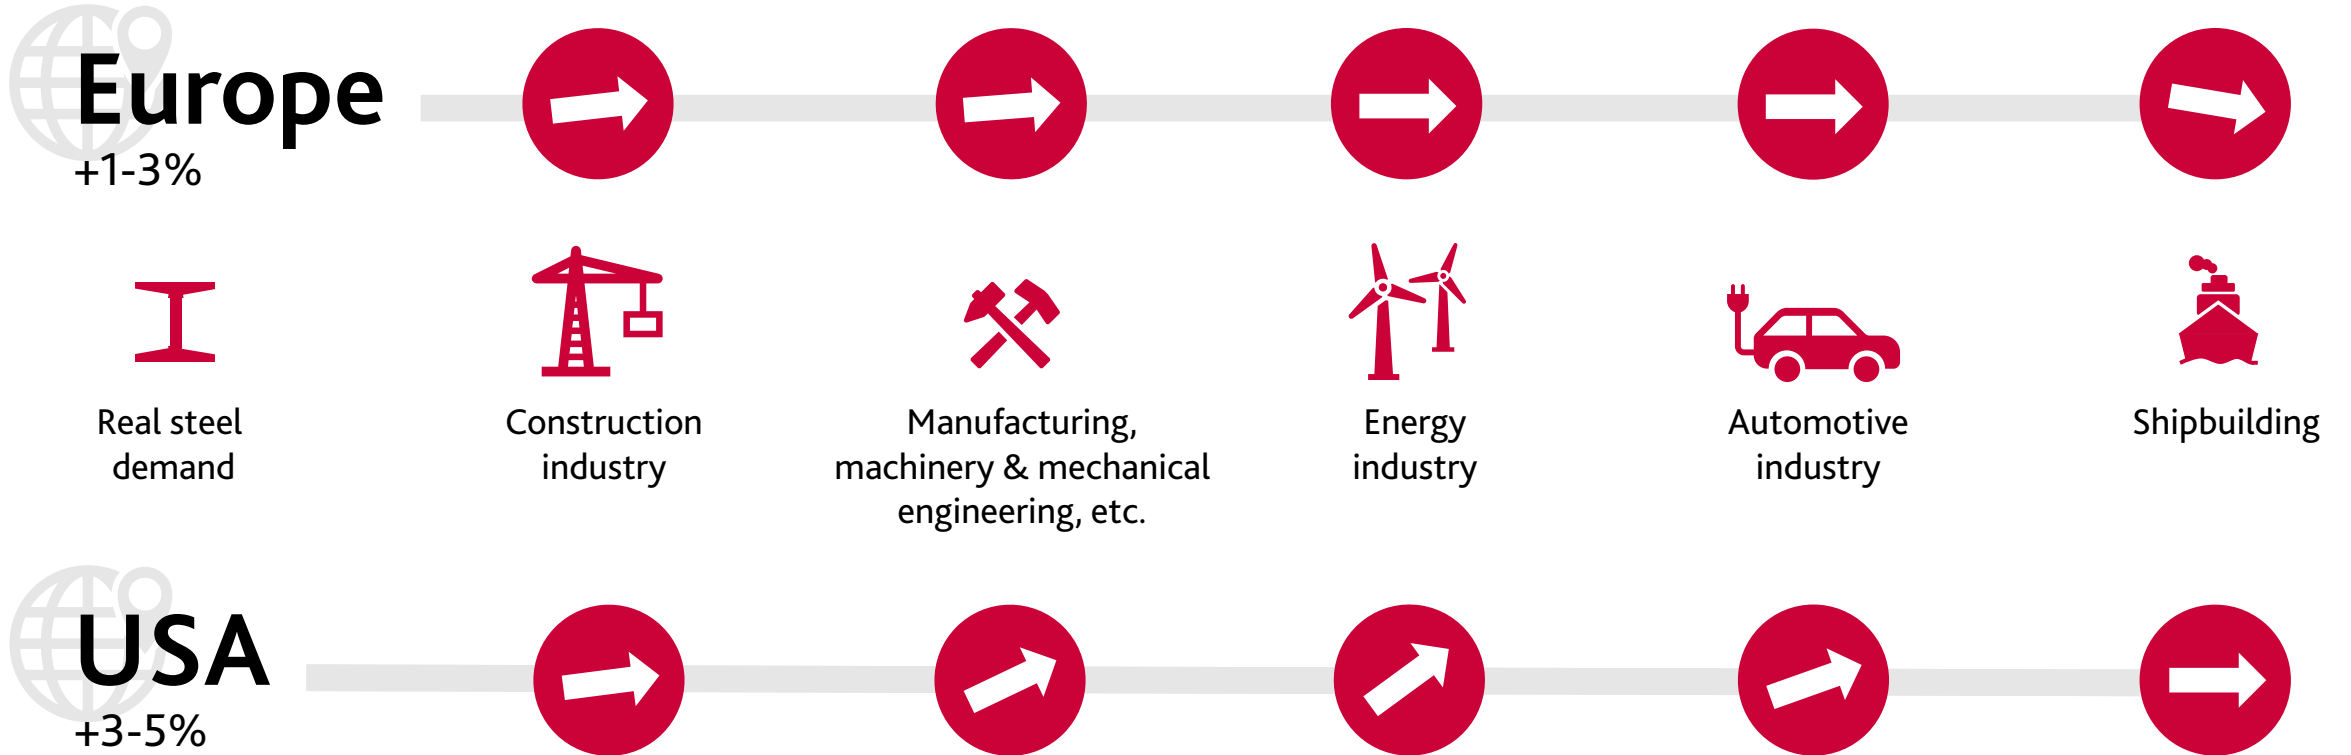 Europe
+1-3%
Real steel
demand
Construction
industry
Manufacturing,
machinery & mechanical
engineering, etc.
Energy
industry
Automotive
industry
Shipbuilding
USA
+3-5%